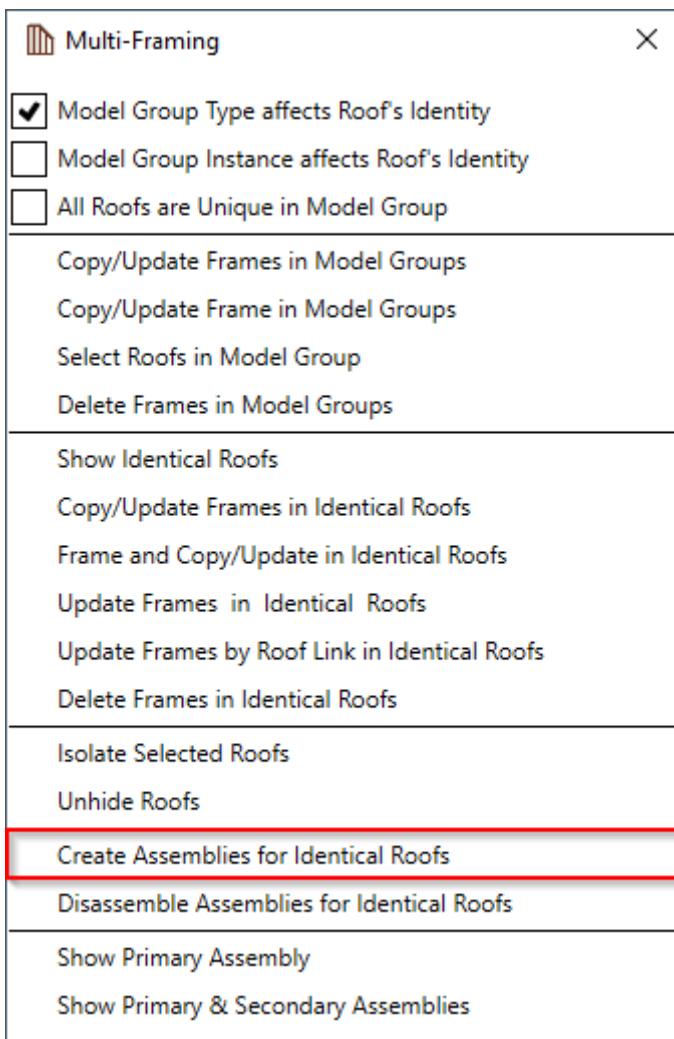 Multi-Framing
Model Group Type affects Roof's Identity
Model Group Instance affects Roof's Identity
All Roofs are Unique in Model Group
Copy/Update Frames in Model Groups
Copy/Update Frame in Model Groups
Select Roofs in Model Group
Delete Frames in Model Groups
Show Identical Roofs
Copy/Update Frames in Identical Roofs
Frame and Copy/Update in Identical Roofs
Update Frames  in  Identical  Roofs
Update Frames by Roof Link in Identical Roofs
Delete Frames in Identical Roofs
Isolate Selected Roofs
Unhide Roofs
Create Assemblies for Identical Roofs
Disassemble Assemblies for Identical Roofs
Show Primary Assembly
Show Primary & Secondary Assemblies